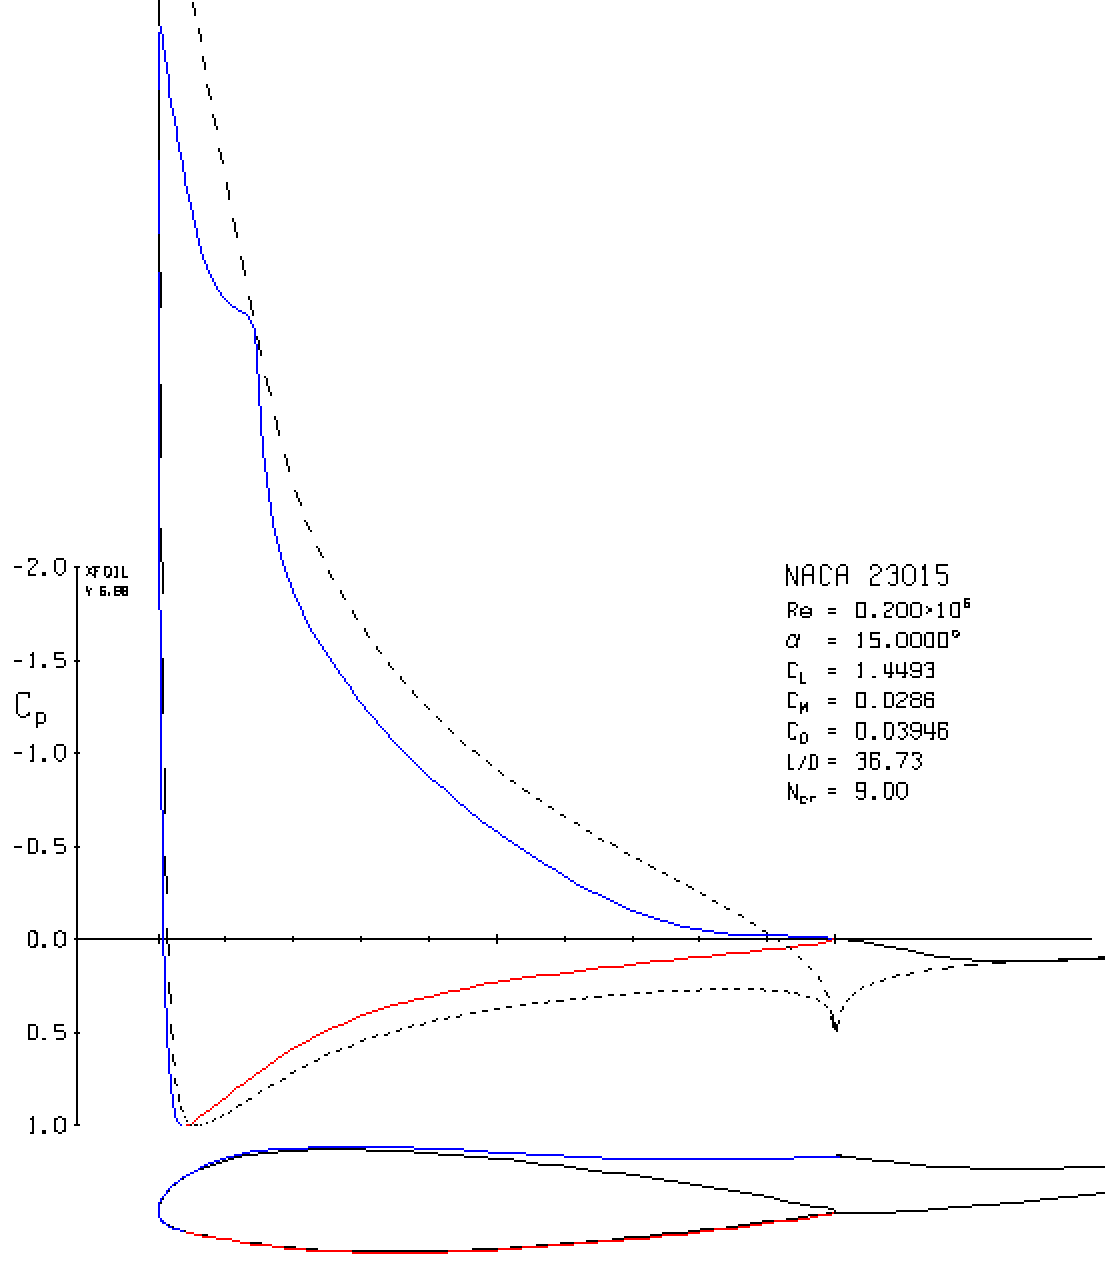 -2.0
XFOIL
V 6.88
-1.5
Cp
-1.0
-0.5
0.0
0.5
1.0
NACA 23015
Re = 0.200×10⁶
α = 15.0000°
CL = 1.4493
CM = 0.0286
CD = 0.03946
L/D = 36.73
Ncr = 9.00